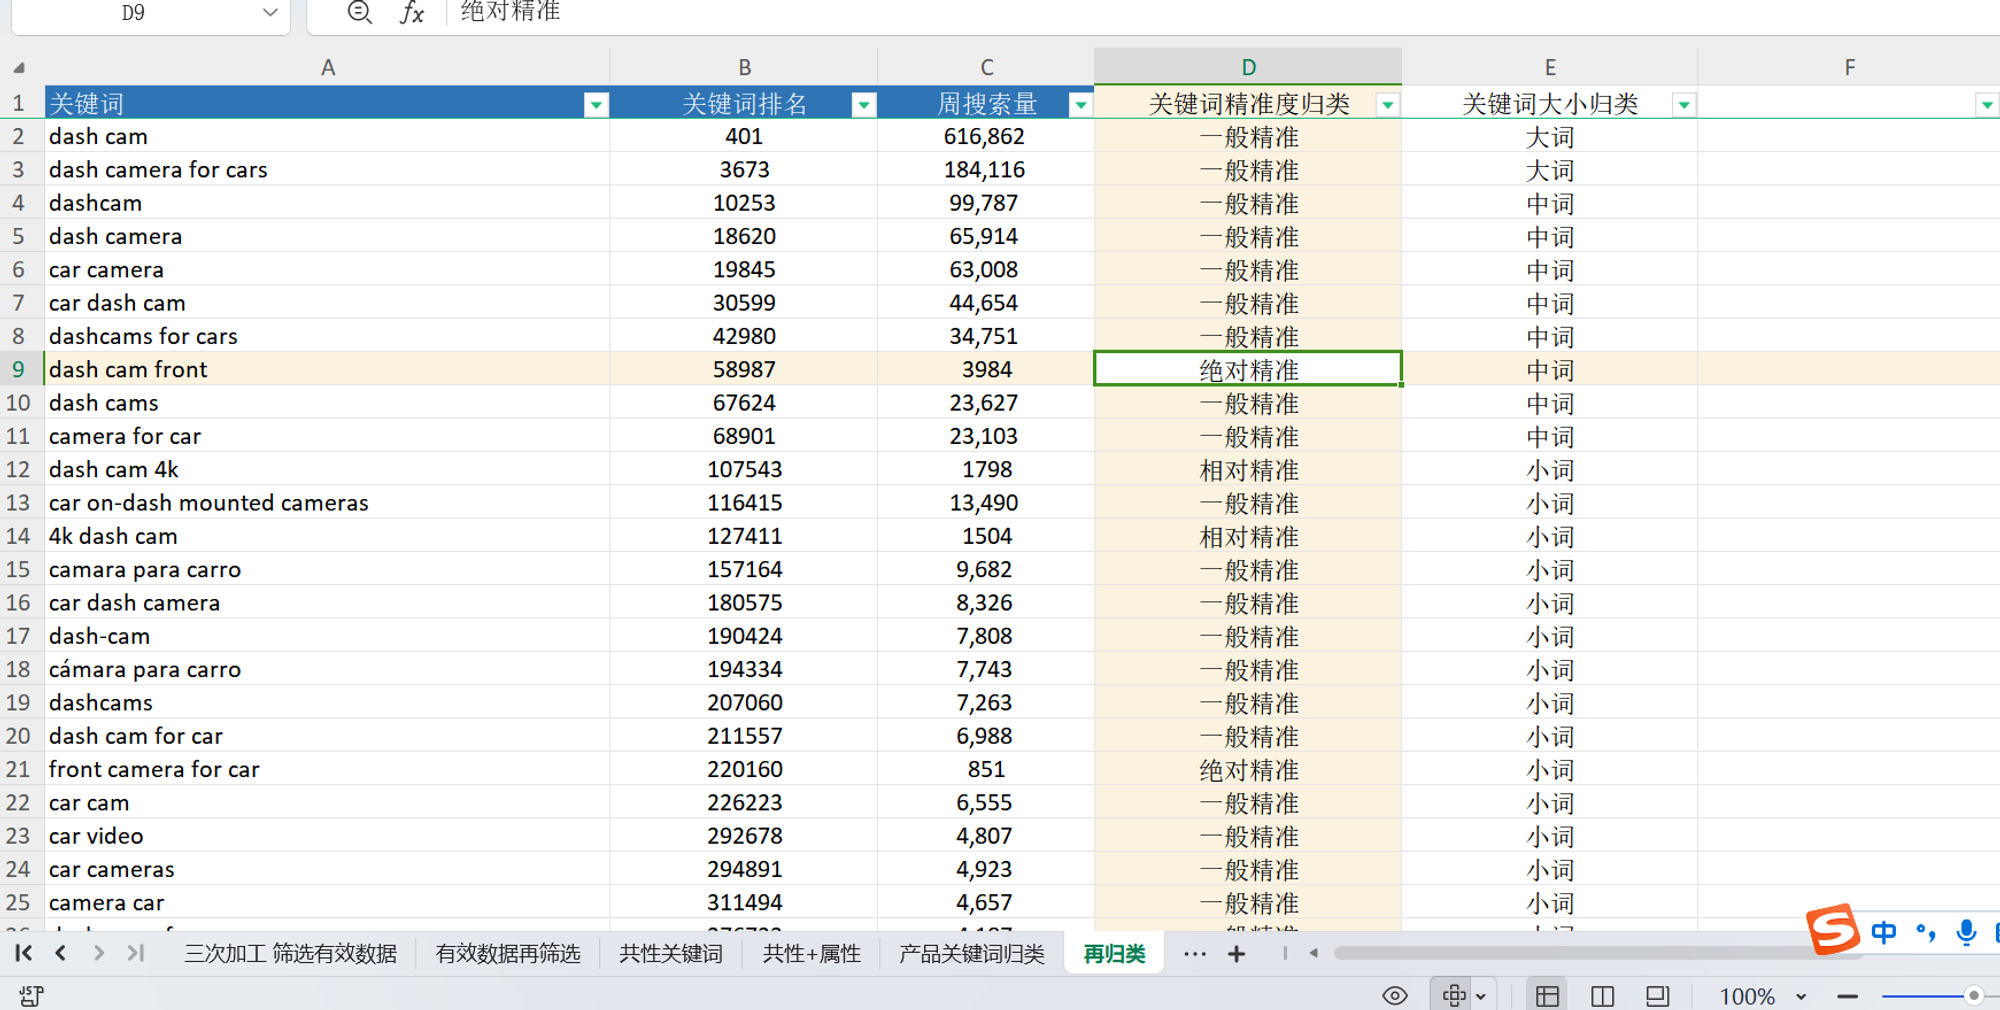 D9 fx 绝对精准
A B C D E F
1 关键词 关键词排名 周搜索量 关键词精准度归类 关键词大小归类
2 dash cam 401 616,862 一般精准 大词
3 dash camera for cars 3673 184,116 一般精准 大词
4 dashcam 10253 99,787 一般精准 中词
5 dash camera 18620 65,914 一般精准 中词
6 car camera 19845 63,008 一般精准 中词
7 car dash cam 30599 44,654 一般精准 中词
8 dashcams for cars 42980 34,751 一般精准 中词
9 dash cam front 58987 3984 绝对精准 中词
10 dash cams 67624 23,627 一般精准 中词
11 camera for car 68901 23,103 一般精准 中词
12 dash cam 4k 107543 1798 相对精准 小词
13 car on-dash mounted cameras 116415 13,490 一般精准 小词
14 4k dash cam 127411 1504 相对精准 小词
15 camara para carro 157164 9,682 一般精准 小词
16 car dash camera 180575 8,326 一般精准 小词
17 dash-cam 190424 7,808 一般精准 小词
18 cámara para carro 194334 7,743 一般精准 小词
19 dashcams 207060 7,263 一般精准 小词
20 dash cam for car 211557 6,988 一般精准 小词
21 front camera for car 220160 851 绝对精准 小词
22 car cam 226223 6,555 一般精准 小词
23 car video 292678 4,807 一般精准 小词
24 car cameras 294891 4,923 一般精准 小词
25 camera car 311494 4,657 一般精准 小词
三次加工 筛选有效数据 有效数据再筛选 共性关键词 共性+属性 产品关键词归类 再归类 ··· +
S 中
JS 100%